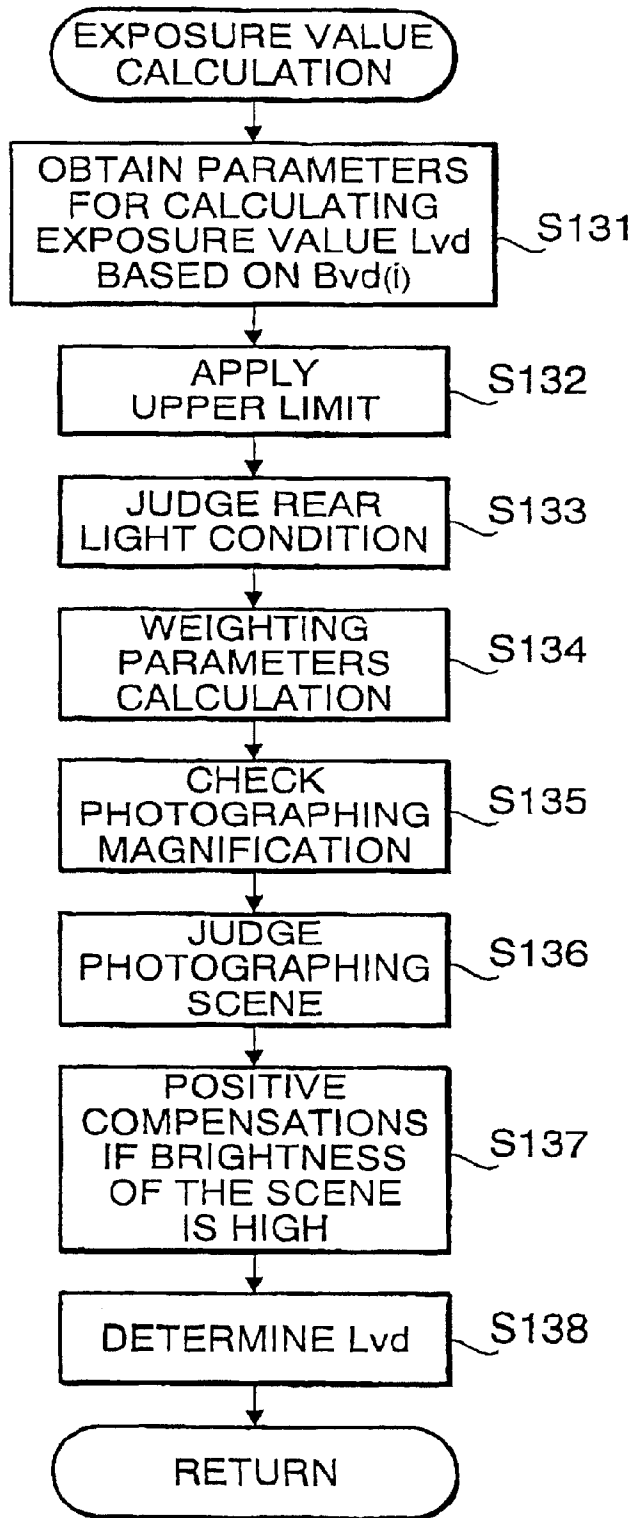 EXPOSURE VALUE
CALCULATION
OBTAIN PARAMETERS
FOR CALCULATING
EXPOSURE VALUE Lvd
BASED ON Bvd(i)
S131
APPLY
UPPER LIMIT
S132
JUDGE REAR
LIGHT CONDITION
S133
WEIGHTING
PARAMETERS
CALCULATION
S134
CHECK
PHOTOGRAPHING
MAGNIFICATION
S135
JUDGE
PHOTOGRAPHING
SCENE
S136
POSITIVE
COMPENSATIONS
IF BRIGHTNESS
OF THE SCENE
IS HIGH
S137
DETERMINE Lvd
S138
RETURN